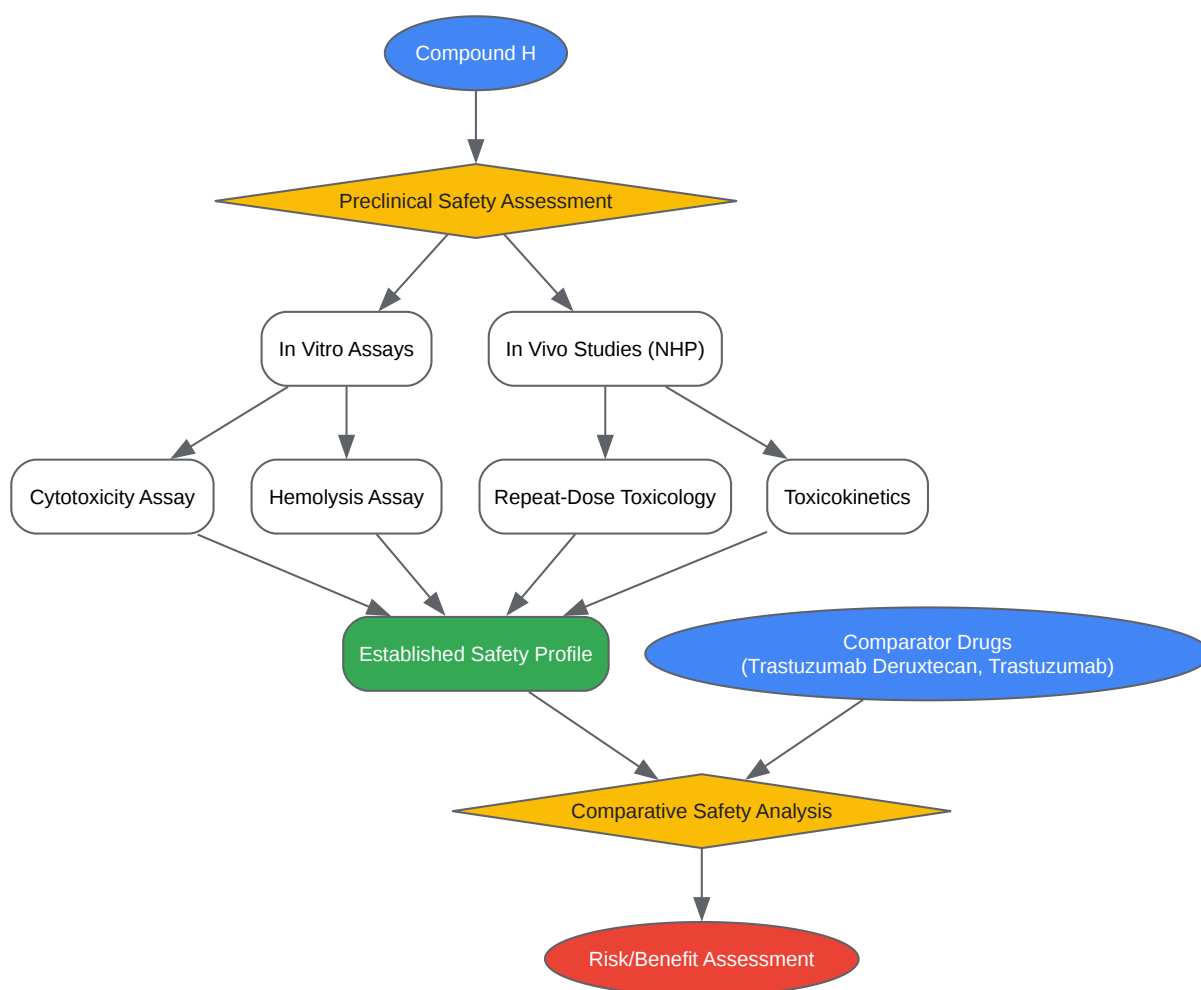 Compound H
Preclinical Safety Assessment
In Vitro Assays
In Vivo Studies (NHP)
Cytotoxicity Assay
Hemolysis Assay
Repeat-Dose Toxicology
Toxicokinetics
Established Safety Profile
Comparator Drugs
(Trastuzumab Deruxtecan, Trastuzumab)
Comparative Safety Analysis
Risk/Benefit Assessment